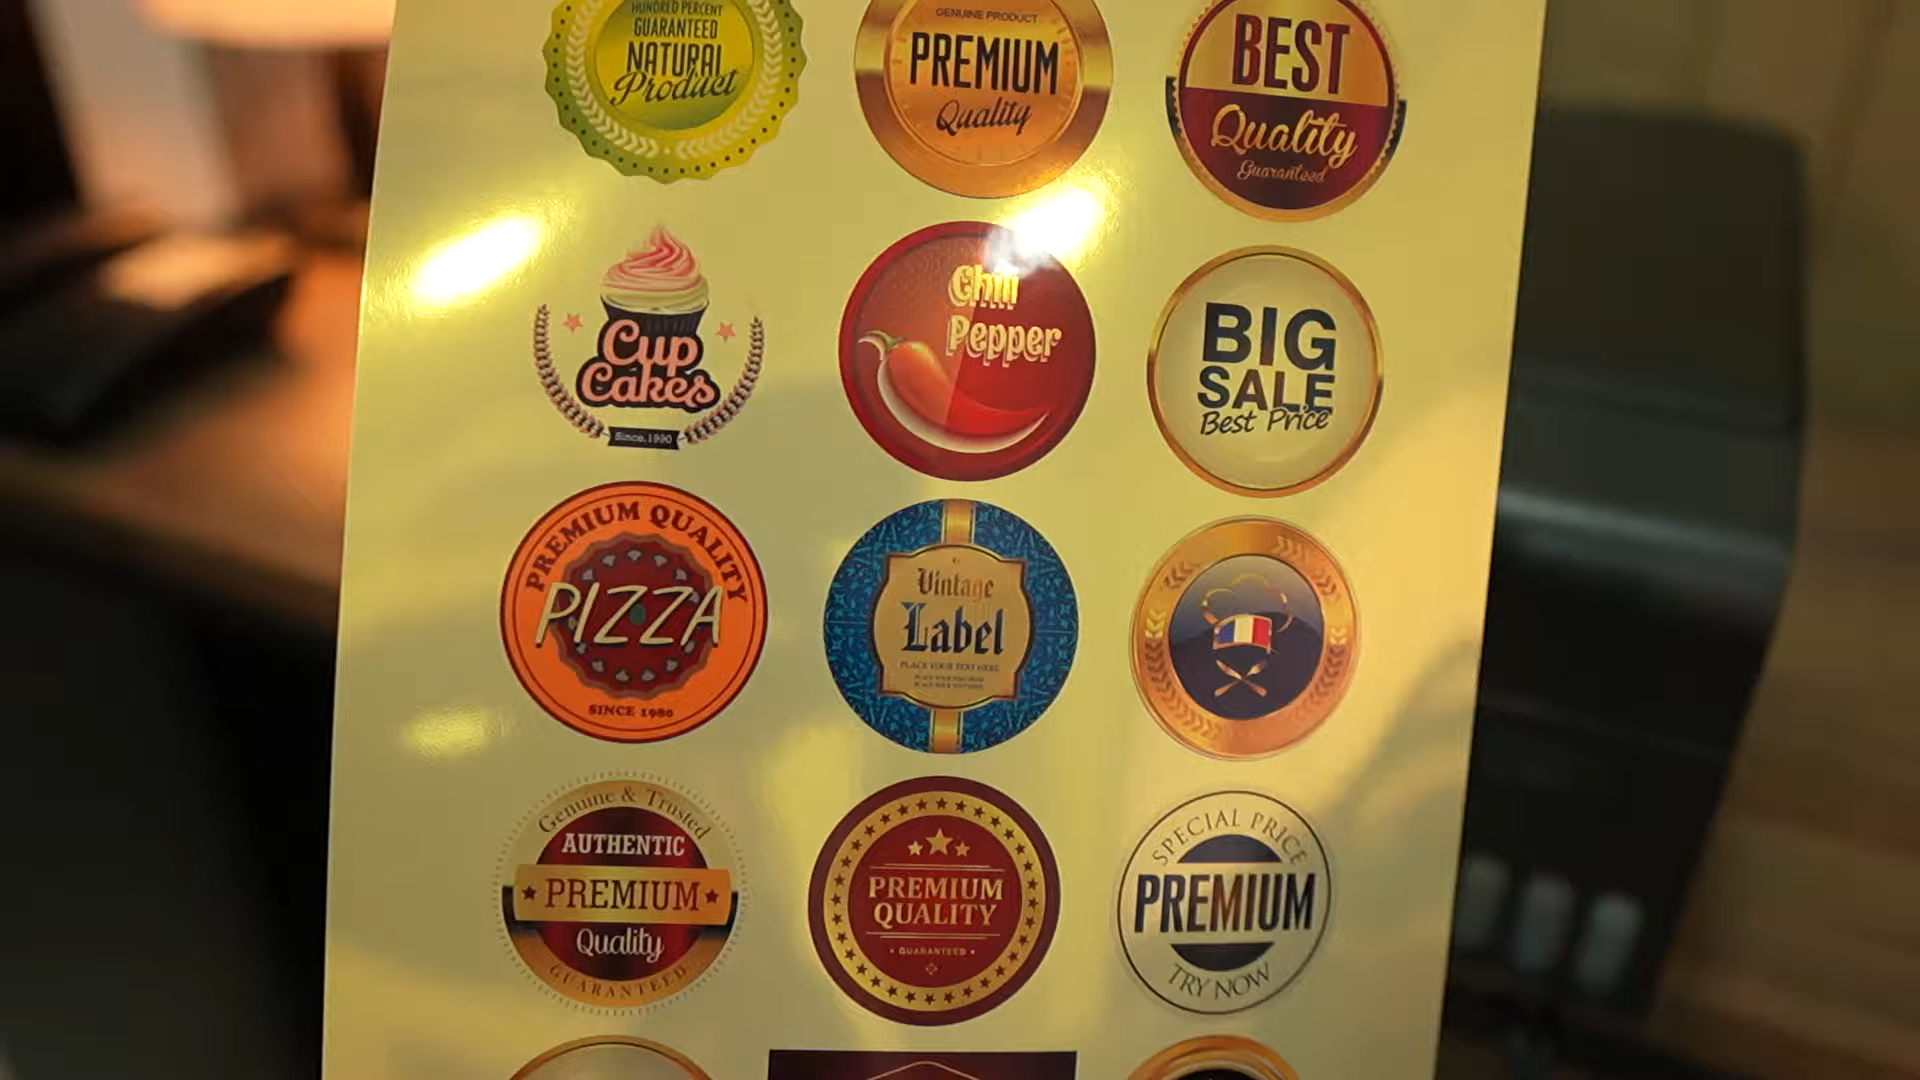 HUNDRED PERCENT
GUARANTEED
NATURAL
Product
GENUINE PRODUCT
PREMIUM
Quality
BEST
Quality
Guaranteed
Cup
Cakes
Since.1990
Chili
Pepper
BIG
SALE
Best Price
PREMIUM QUALITY
PIZZA
SINCE 1980
Vintage
Label
PLACE YOUR TEXT HERE
Genuine & Trusted
AUTHENTIC
PREMIUM
Quality
GUARANTEED
PREMIUM
QUALITY
GUARANTEED
SPECIAL PRICE
PREMIUM
TRY NOW